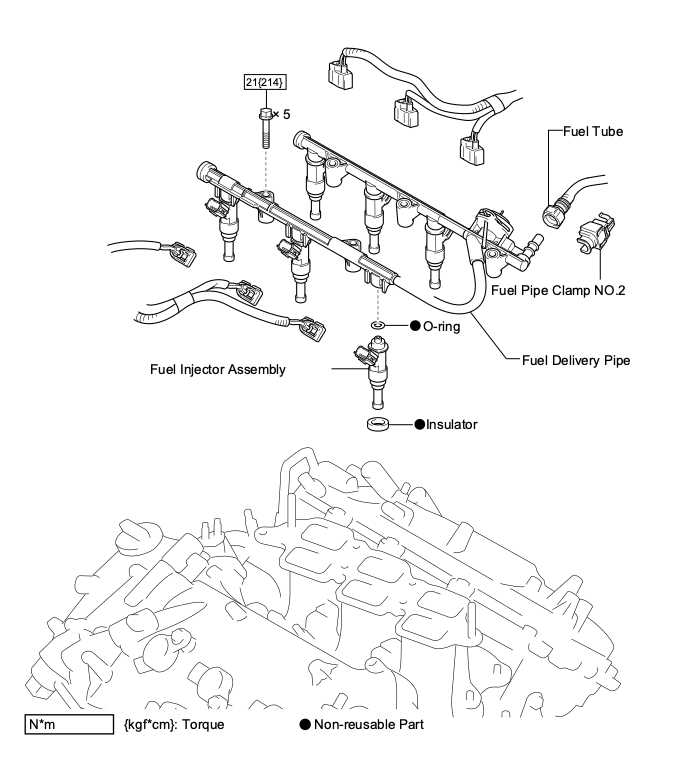 21{214}
× 5
Fuel Tube
Fuel Pipe Clamp NO.2
O-ring
Fuel Delivery Pipe
Fuel Injector Assembly
Insulator
N*m {kgf*cm}: Torque
Non-reusable Part